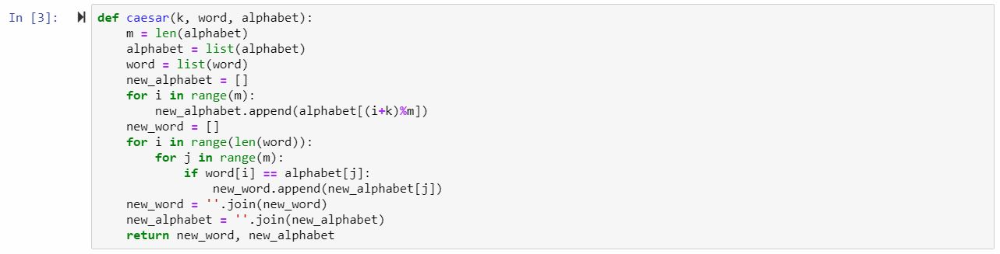 In [3]: def caesar(k, word, alphabet):
    m = len(alphabet)
    alphabet = list(alphabet)
    word = list(word)
    new_alphabet = []
    for i in range(m):
        new_alphabet.append(alphabet[(i+k)%m])
    new_word = []
    for i in range(len(word)):
        for j in range(m):
            if word[i] == alphabet[j]:
                new_word.append(new_alphabet[j])
    new_word = ''.join(new_word)
    new_alphabet = ''.join(new_alphabet)
    return new_word, new_alphabet